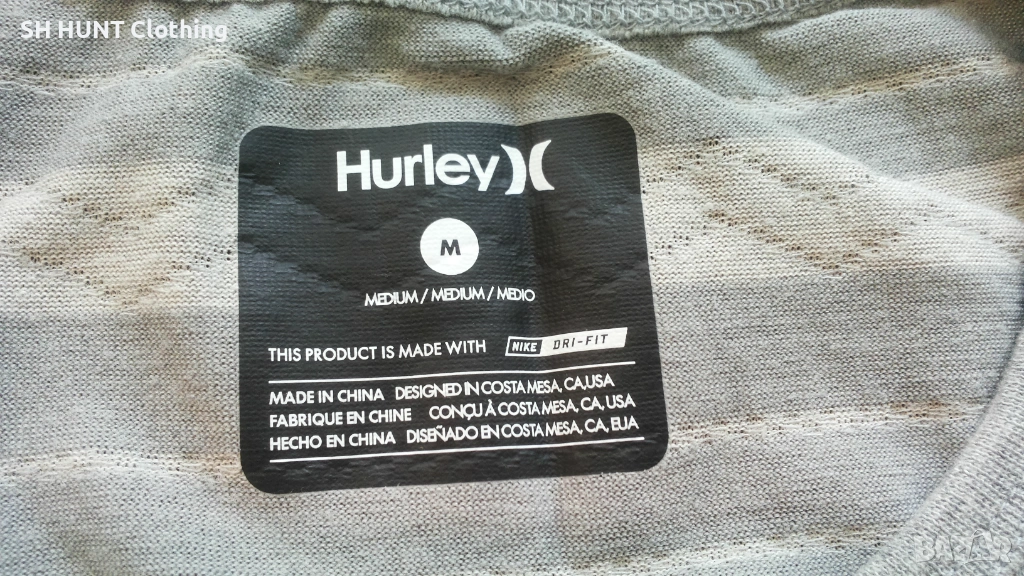 SH HUNT Clothing
Hurley
M
MEDIUM / MEDIUM / MEDIO
THIS PRODUCT IS MADE WITH NIKE DRI-FIT
MADE IN CHINA DESIGNED IN COSTA MESA, CA,USA
FABRIQUE EN CHINE CONÇU À COSTA MESA, CA, USA
HECHO EN CHINA DISEÑADO EN COSTA MESA, CA, EUA
BAZAR